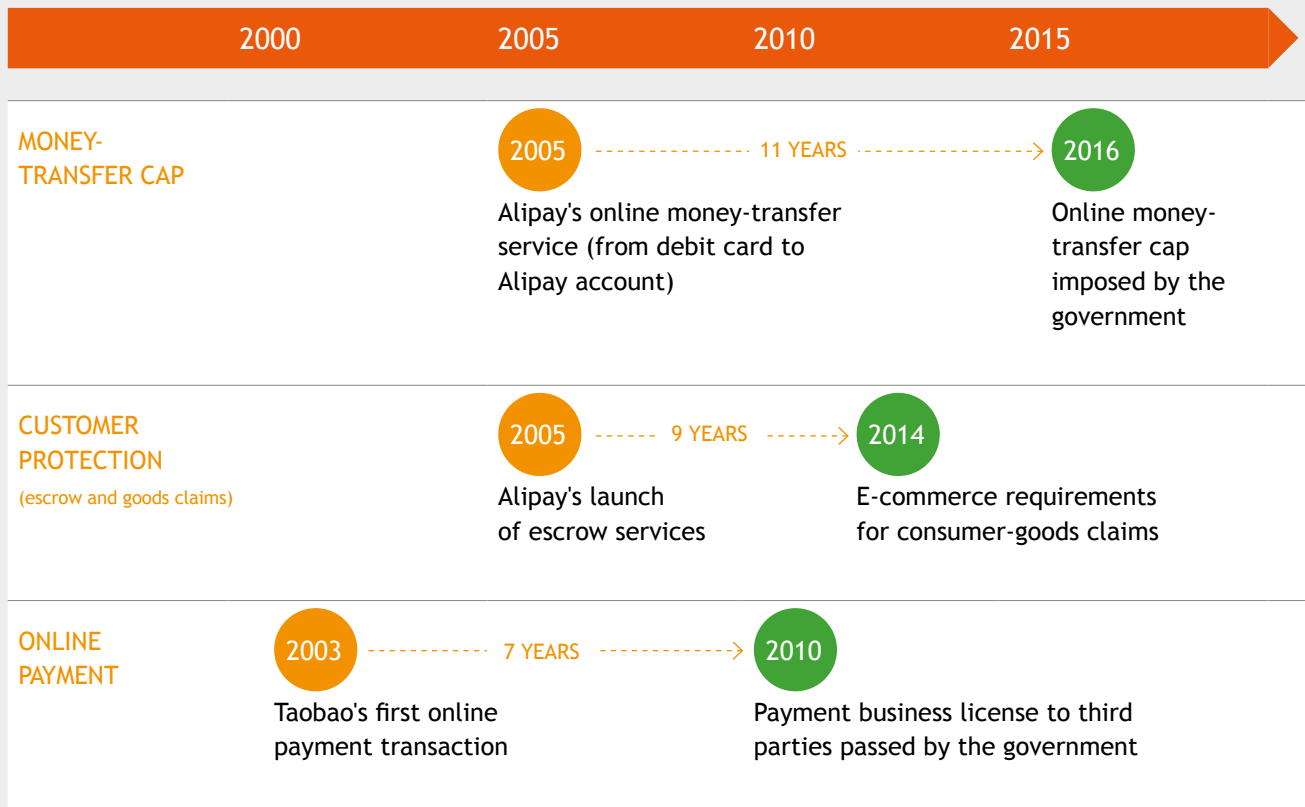 2000 2005 2010 2015
MONEY-
TRANSFER CAP
2005 11 YEARS 2016
Alipay's online money-transfer
service (from debit card to
Alipay account)
Online money-
transfer cap
imposed by the
government
CUSTOMER
PROTECTION
(escrow and goods claims)
2005 9 YEARS 2014
Alipay's launch
of escrow services
E-commerce requirements
for consumer-goods claims
ONLINE
PAYMENT
2003 7 YEARS 2010
Taobao's first online
payment transaction
Payment business license to third
parties passed by the government